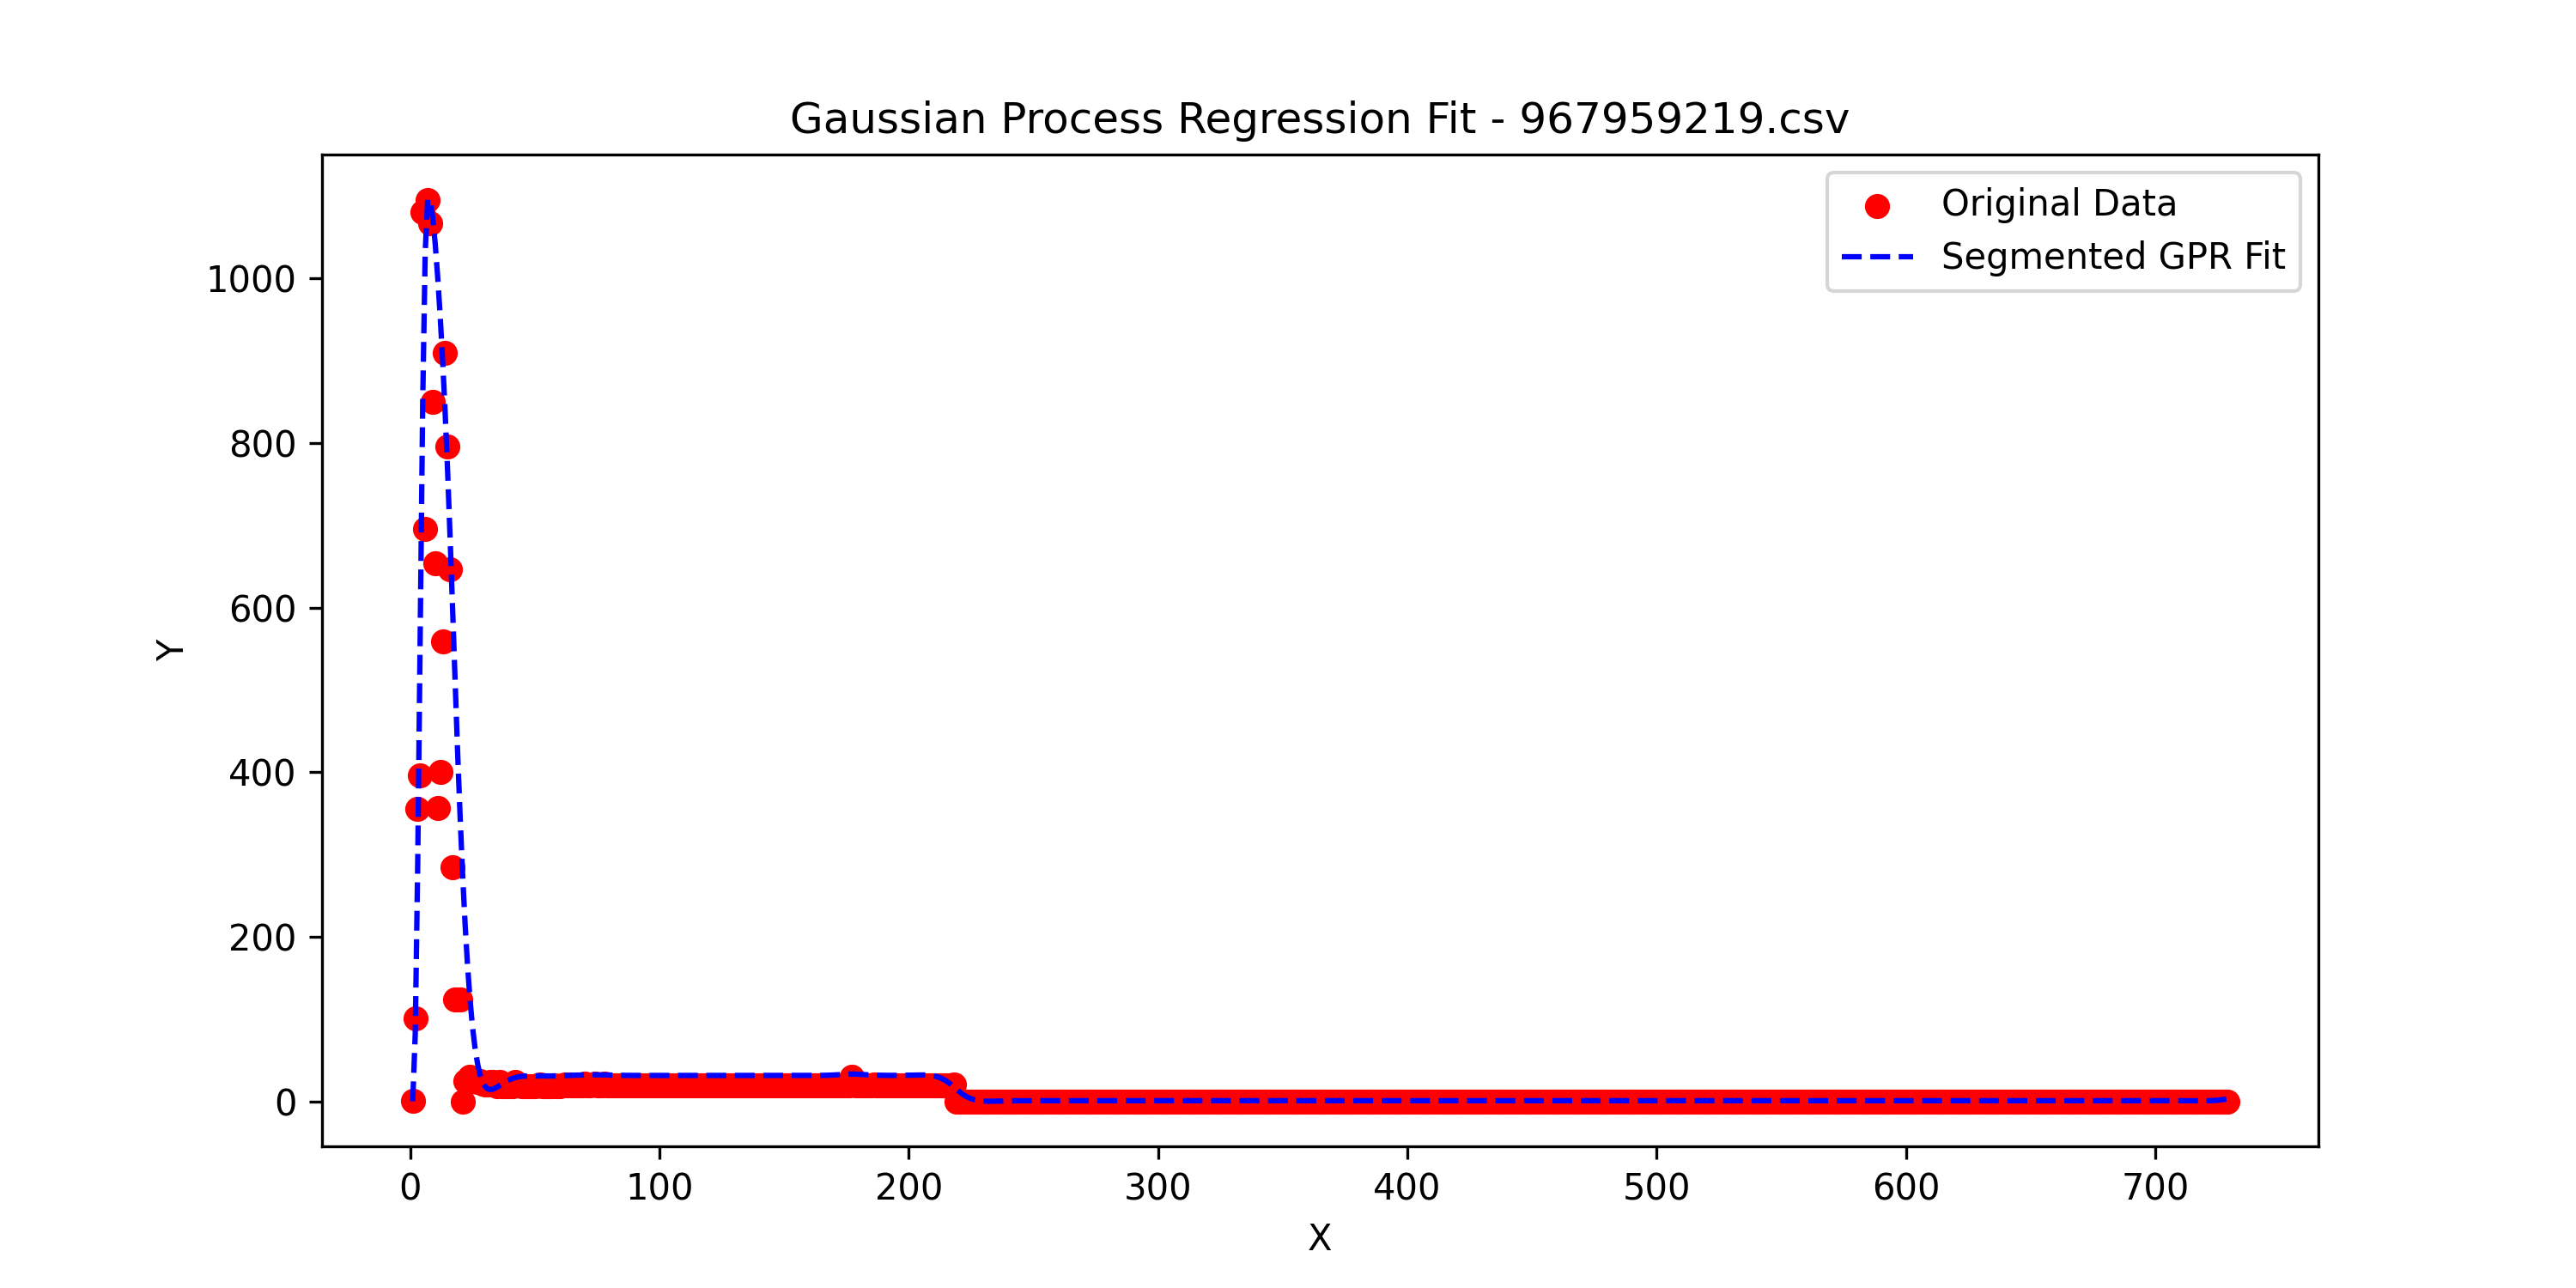 Gaussian Process Regression Fit - 967959219.csv
Original Data
Segmented GPR Fit
1000
800
600
400
200
0
Y
0 100 200 300 400 500 600 700
X